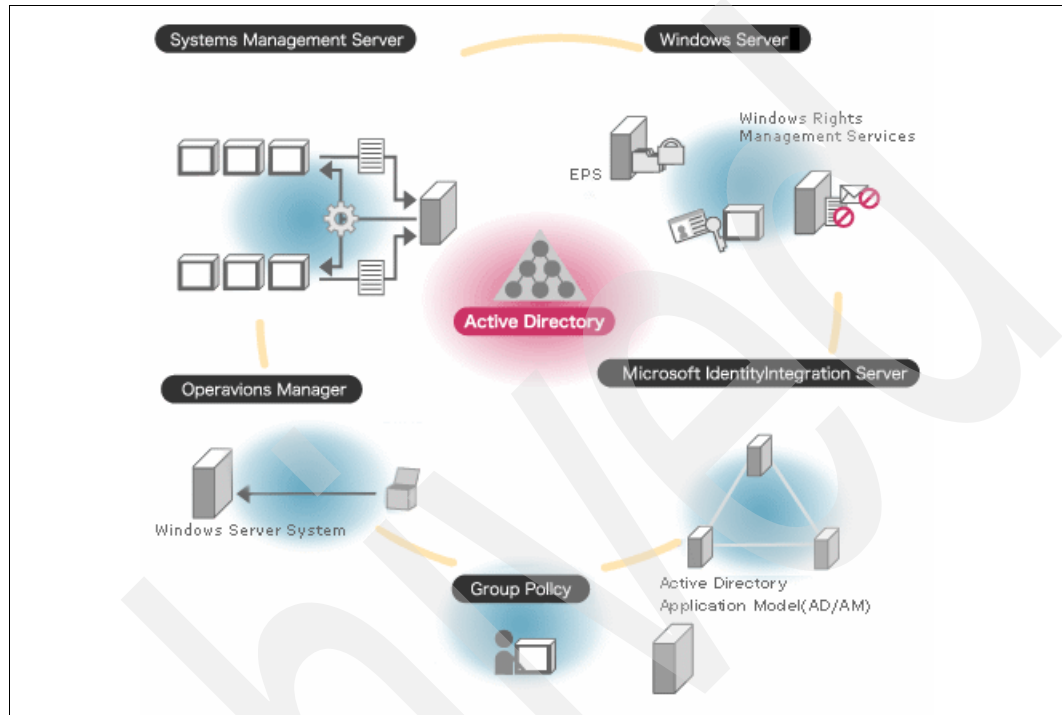 Systems Management Server
Windows Server
Windows Rights
Management Services
EPS
Active Directory
Operavions Manager
Microsoft IdentityIntegration Server
Windows Server System
Group Pollcy
Active Directory
Application Model(AD/AM)